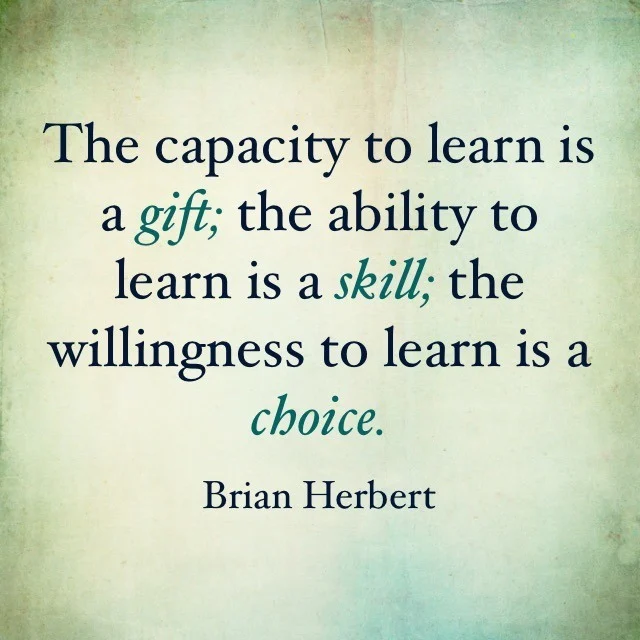 The capacity to learn is
a gift; the ability to
learn is a skill; the
willingness to learn is a
choice.
Brian Herbert